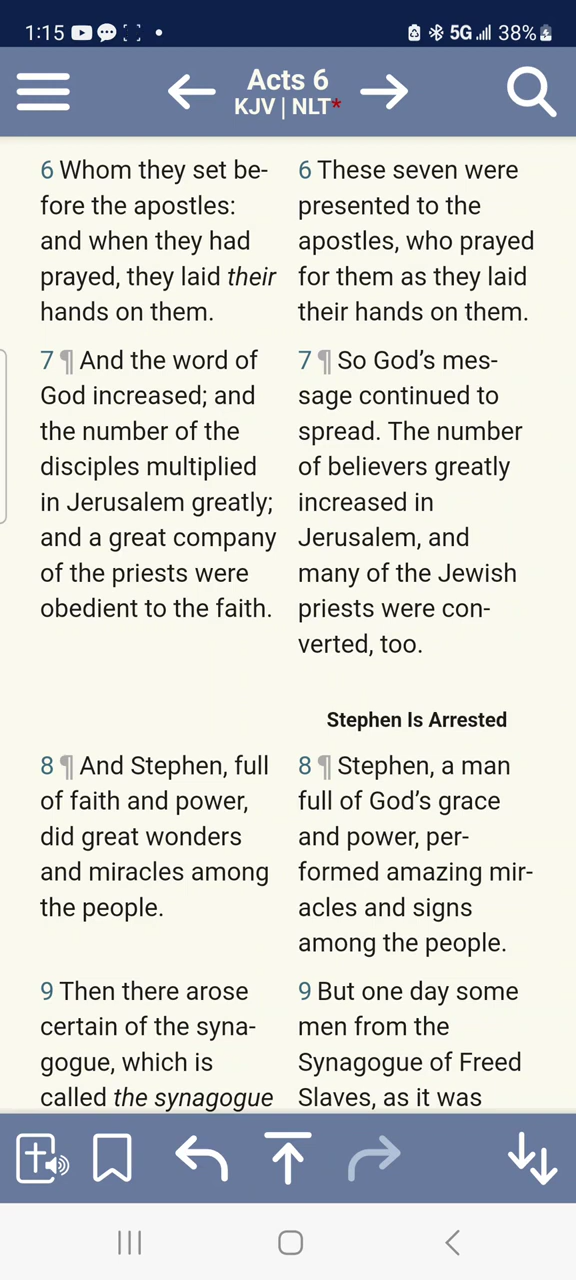 1:15
5G 38%
Acts 6
KJV | NLT*
6 Whom they set be-
fore the apostles:
and when they had
prayed, they laid their
hands on them.
7 ¶ And the word of
God increased; and
the number of the
disciples multiplied
in Jerusalem greatly;
and a great company
of the priests were
obedient to the faith.
8 ¶ And Stephen, full
of faith and power,
did great wonders
and miracles among
the people.
9 Then there arose
certain of the syna-
gogue, which is
called the synagogue
6 These seven were
presented to the
apostles, who prayed
for them as they laid
their hands on them.
7 ¶ So God’s mes-
sage continued to
spread. The number
of believers greatly
increased in
Jerusalem, and
many of the Jewish
priests were con-
verted, too.
Stephen Is Arrested
8 ¶ Stephen, a man
full of God’s grace
and power, per-
formed amazing mir-
acles and signs
among the people.
9 But one day some
men from the
Synagogue of Freed
Slaves, as it was